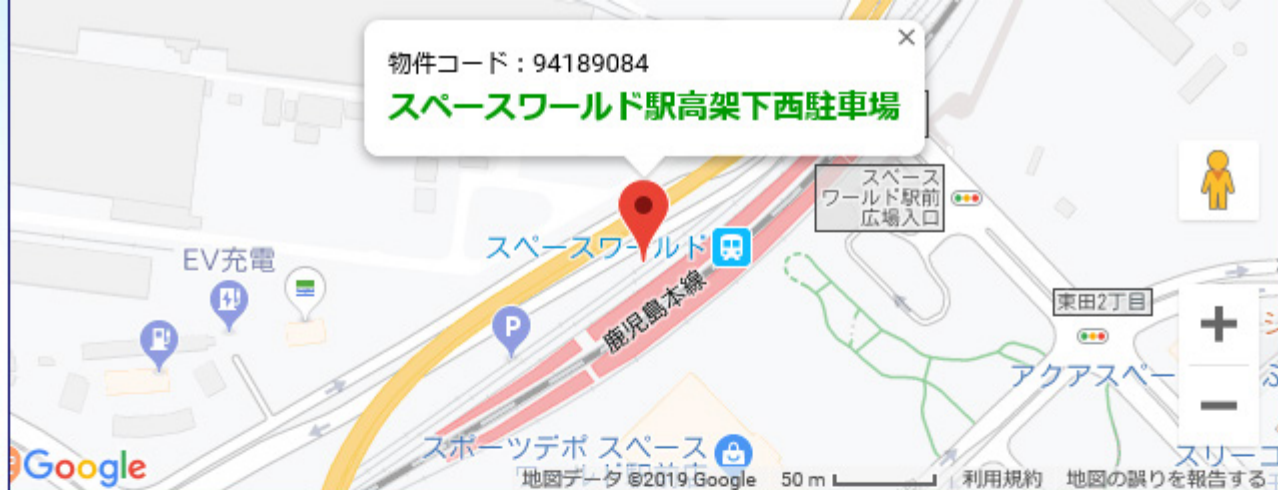 物件コード：94189084
スペースワールド駅高架下西駐車場
スペース
ワールド駅前
広場入口
スペースワールド
EV充電
鹿児島本線
P
東田2丁目
アクアスペー
スポーツデポ スペース
スリーコ
Google
地図データ ©2019 Google
50 m
利用規約
地図の誤りを報告する